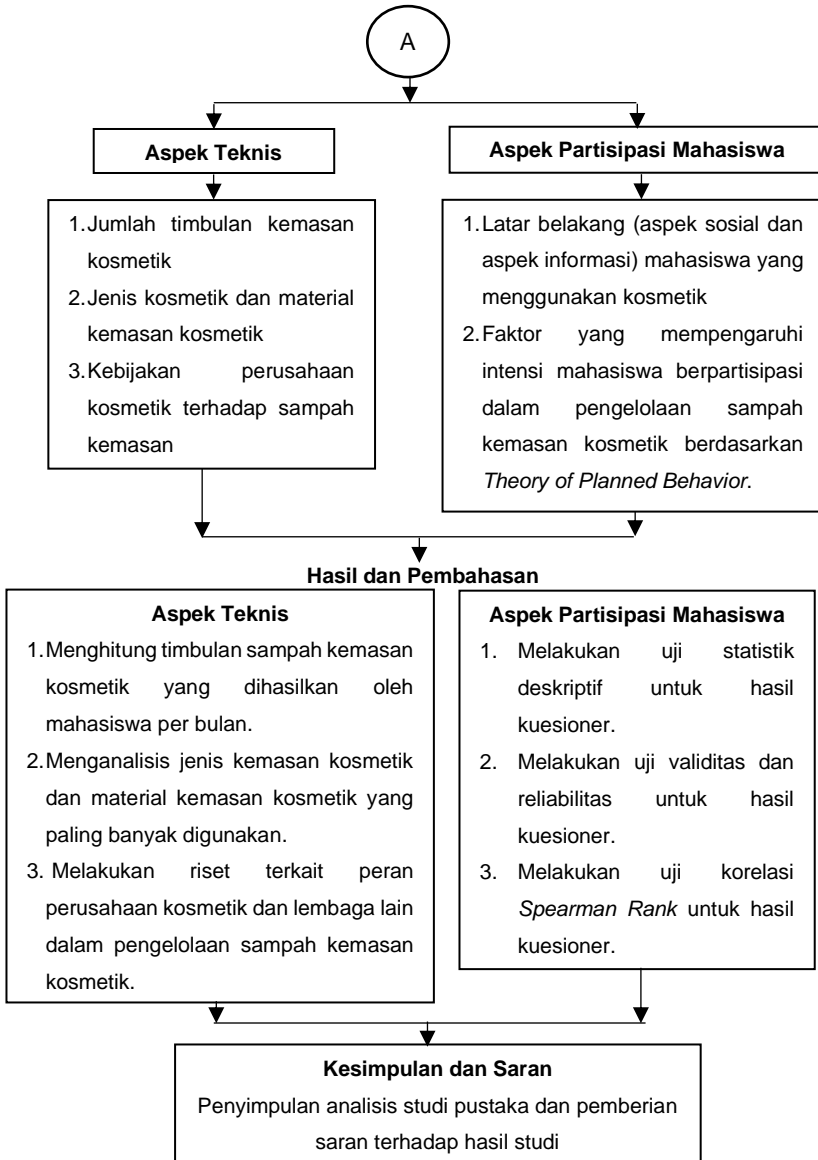 A
Aspek Teknis
1.Jumlah timbulan kemasan
kosmetik
2.Jenis kosmetik dan material
kemasan kosmetik
3.Kebijakan perusahaan
kosmetik terhadap sampah
kemasan
Aspek Partisipasi Mahasiswa
1.Latar belakang (aspek sosial dan
aspek informasi) mahasiswa yang
menggunakan kosmetik
2.Faktor yang mempengaruhi
intensi mahasiswa berpartisipasi
dalam pengelolaan sampah
kemasan kosmetik berdasarkan
Theory of Planned Behavior.
Hasil dan Pembahasan
Aspek Teknis
1.Menghitung timbulan sampah kemasan
kosmetik yang dihasilkan oleh
mahasiswa per bulan.
2.Menganalisis jenis kemasan kosmetik
dan material kemasan kosmetik yang
paling banyak digunakan.
3. Melakukan riset terkait peran
perusahaan kosmetik dan lembaga lain
dalam pengelolaan sampah kemasan
kosmetik.
Aspek Partisipasi Mahasiswa
1. Melakukan uji statistik
deskriptif untuk hasil
kuesioner.
2. Melakukan uji validitas dan
reliabilitas untuk hasil
kuesioner.
3. Melakukan uji korelasi
Spearman Rank untuk hasil
kuesioner.
Kesimpulan dan Saran
Penyimpulan analisis studi pustaka dan pemberian
saran terhadap hasil studi